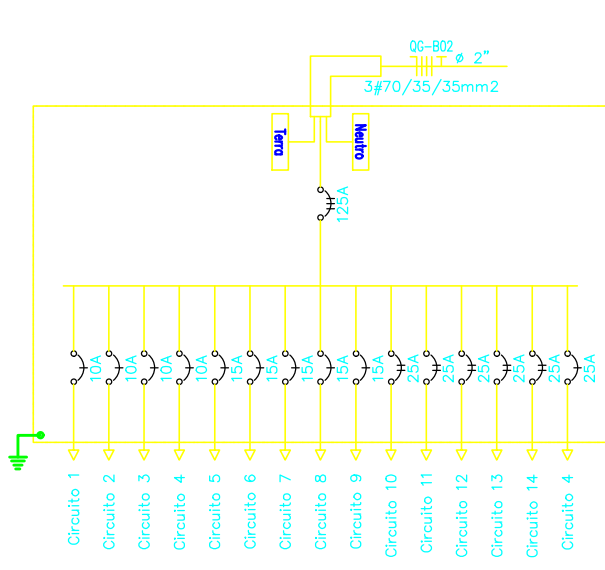 QG-B02
ø 2"
3#70/35/35mm2
Terra
Neutro
125A
10A
10A
10A
10A
15A
15A
15A
15A
15A
25A
25A
25A
25A
25A
25A
Circuito 1
Circuito 2
Circuito 3
Circuito 4
Circuito 5
Circuito 6
Circuito 7
Circuito 8
Circuito 9
Circuito 10
Circuito 11
Circuito 12
Circuito 13
Circuito 14
Circuito 4